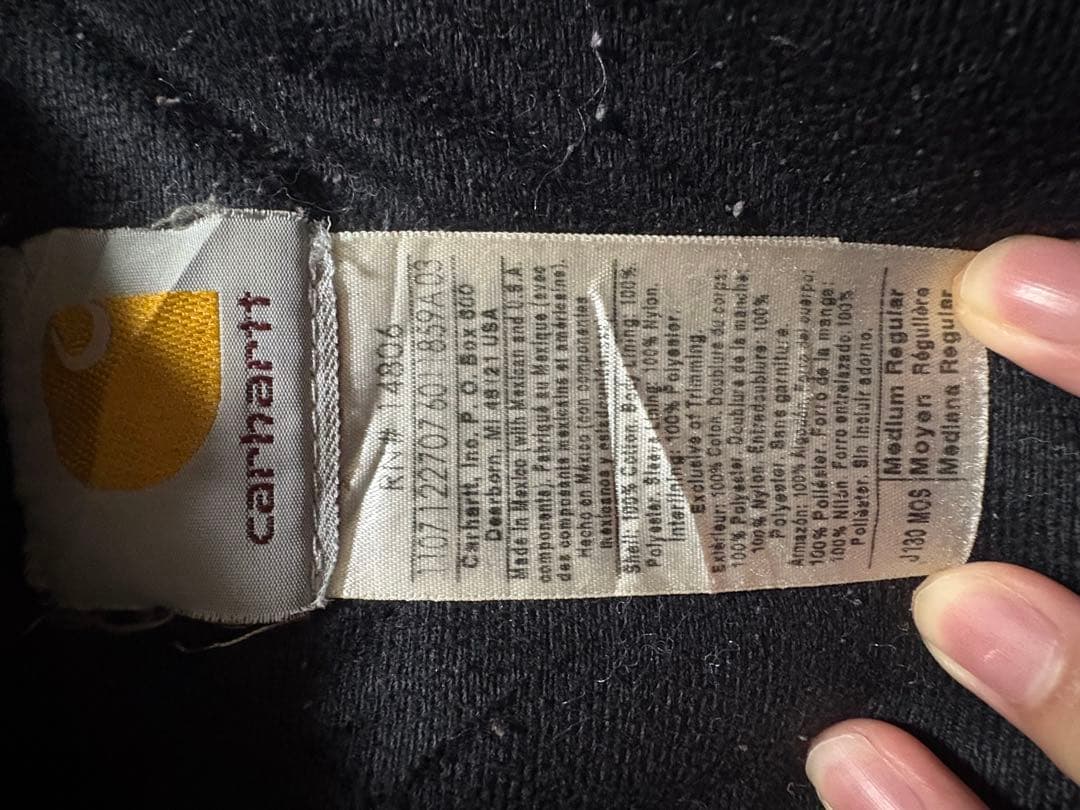 carhartt
RN# 14806
1107122270760 869A03
Carhartt, Inc. P. O. Box 600
Dearborn, MI 48121 USA
Made in Mexico (with Mexican and U.S.A.
components). Fabriqué au Mexique (avec
des composants mexicains et américains).
Hecho en México (con componentes
mexicanos y estadounidenses).
Shell: 100% Cotton. Body Lining: 100%
Polyester. Sleeve Lining: 100% Nylon.
Interlining: 100% Polyester.
Exclusive of Trimming
Extérieur: 100% Coton. Doublure du corps:
100% Polyester. Doublure de la manche:
100% Nylon. Entredoublure: 100%
Polyester. Sans garniture.
Armazón: 100% Algodón. Forro del cuerpo:
100% Poliéster. Forro de la manga:
100% Nilón. Forro entrelazado: 100%
Poliéster. Sin incluir adorno.
J130 MOS
Medium Regular
Moyen Régulière
Mediana Regular